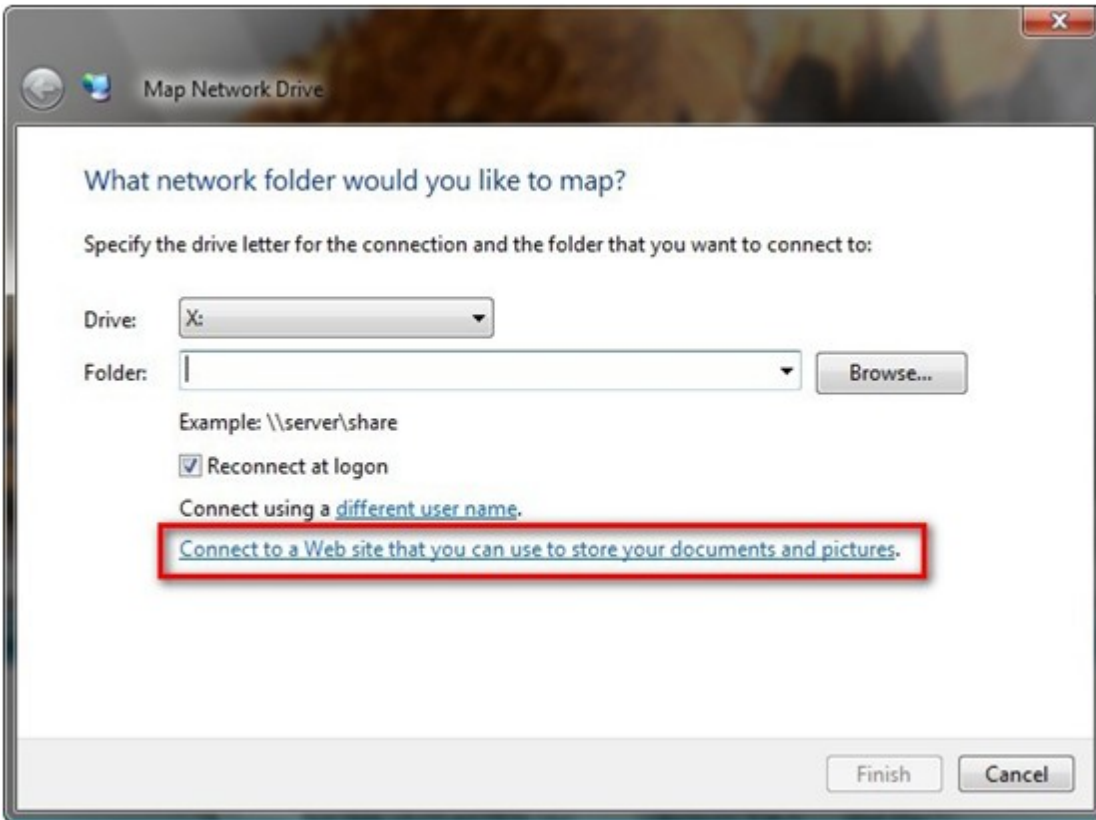 Map Network Drive
What network folder would you like to map?
Specify the drive letter for the connection and the folder that you want to connect to:
Drive: X:
Folder: Browse...
Example: \\server\share
Reconnect at logon
Connect using a different user name.
Connect to a Web site that you can use to store your documents and pictures.
Finish Cancel